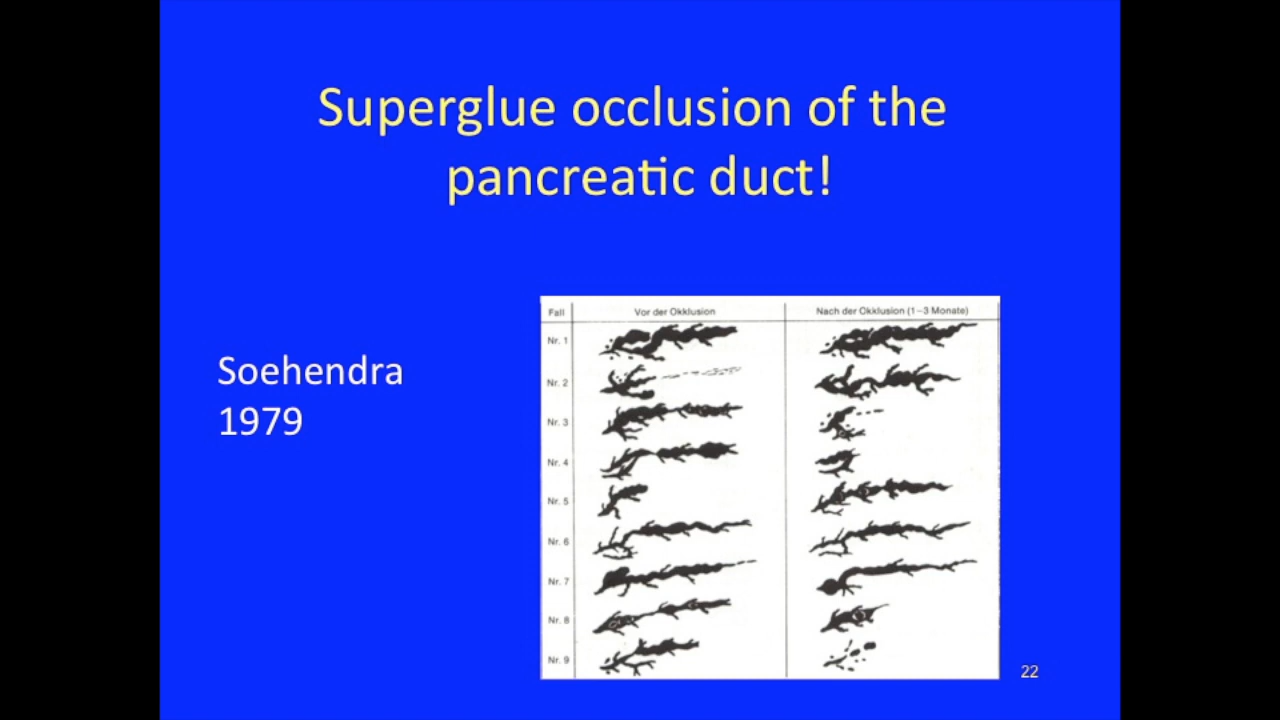 Superglue occlusion of the
pancreatic duct!
Soehendra
1979
Fall Vor der Okklusion Nach der Okklusion (1–3 Monate)
Nr. 1
Nr. 2
Nr. 3
Nr. 4
Nr. 5
Nr. 6
Nr. 7
Nr. 8
Nr. 9
22